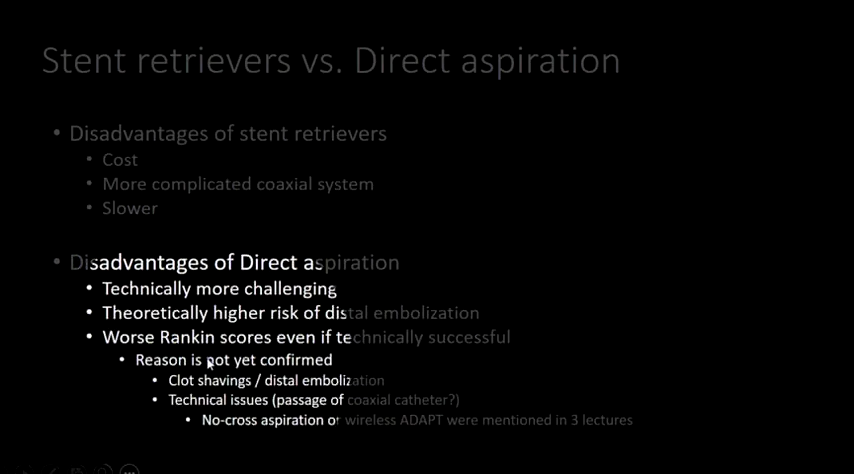 Stent retrievers vs. Direct aspiration
• Disadvantages of stent retrievers
• Cost
• More complicated coaxial system
• Slower
• Disadvantages of Direct aspiration
• Technically more challenging
• Theoretically higher risk of distal embolization
• Worse Rankin scores even if technically successful
• Reason is not yet confirmed
• Clot shavings / distal embolization
• Technical issues (passage of coaxial catheter?)
• No-cross aspiration or wireless ADAPT were mentioned in 3 lectures